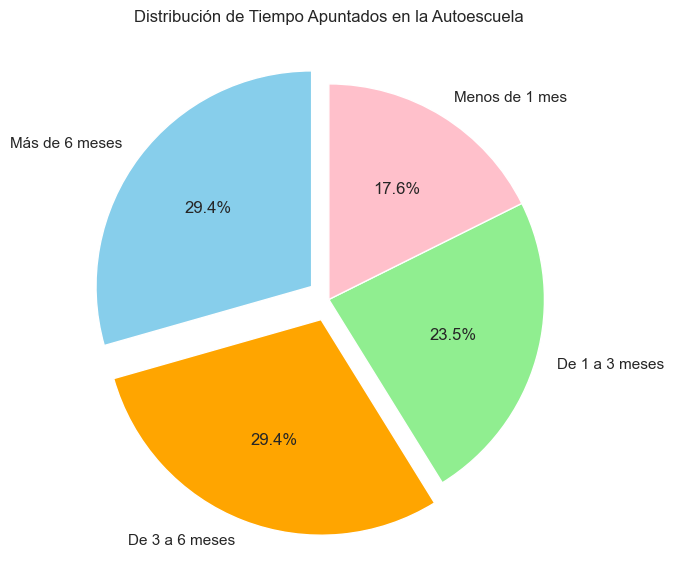 Distribución de Tiempo Apuntados en la Autoescuela
Menos de 1 mes
Más de 6 meses
17.6%
29.4%
23.5%
De 1 a 3 meses
29.4%
De 3 a 6 meses